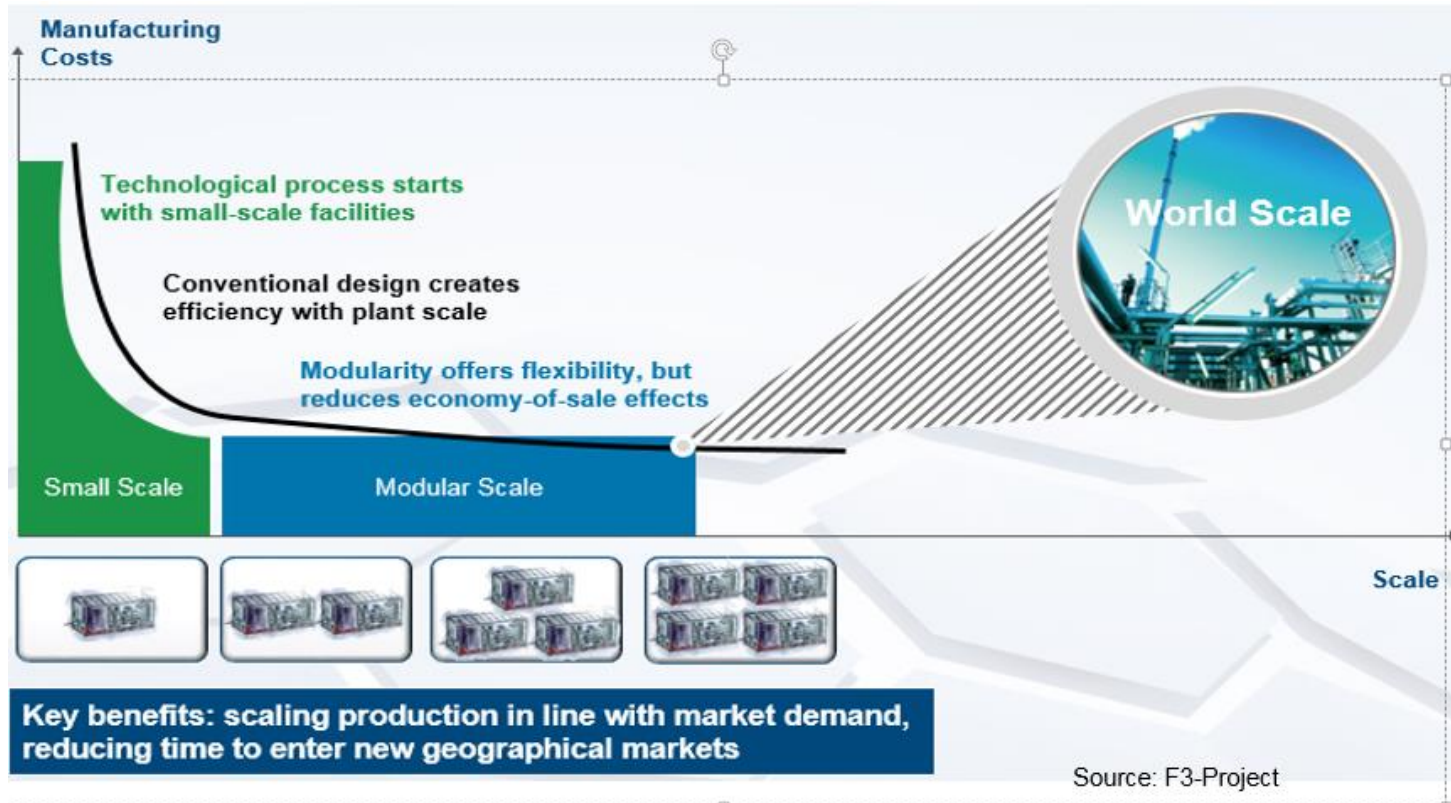 Manufacturing
Costs
Technological process starts
with small-scale facilities
Conventional design creates
efficiency with plant scale
Modularity offers flexibility, but
reduces economy-of-sale effects
World Scale
Small Scale
Modular Scale
Scale
Key benefits: scaling production in line with market demand,
reducing time to enter new geographical markets
Source: F3-Project